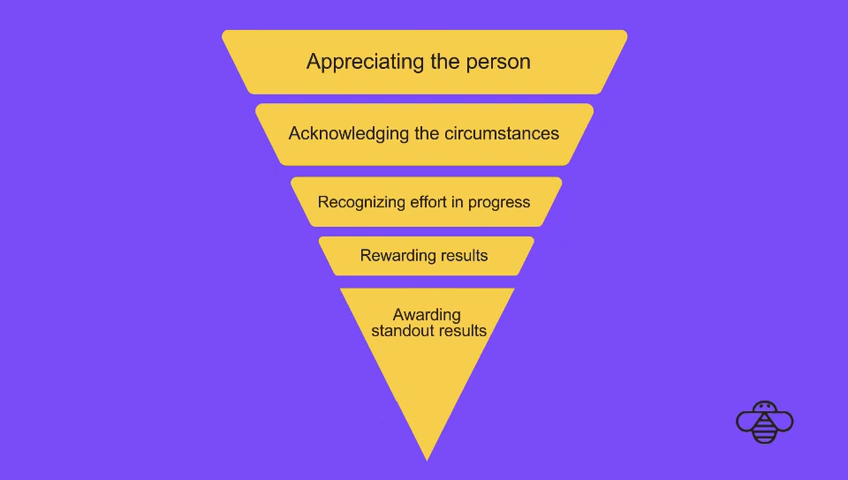 Appreciating the person
Acknowledging the circumstances
Recognizing effort in progress
Rewarding results
Awarding
standout results